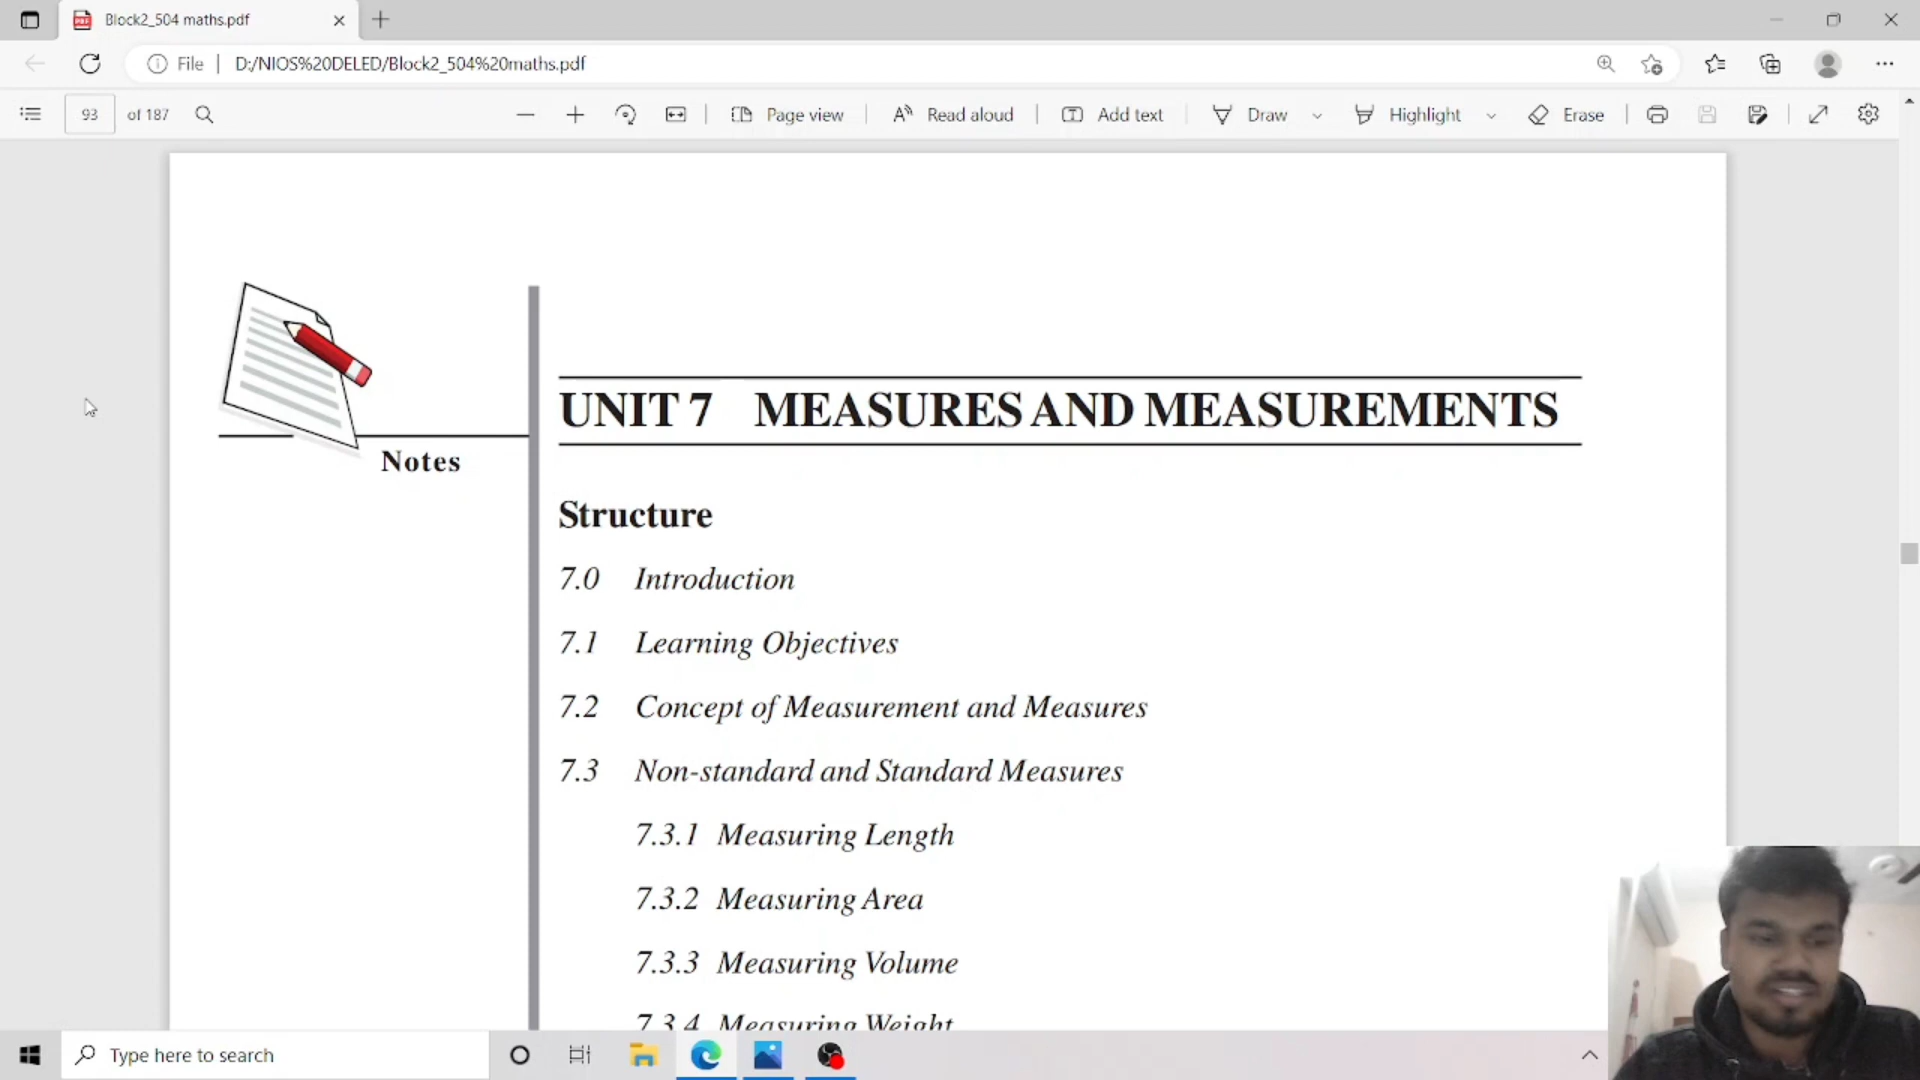 Block2_504 maths.pdf
File
D:/NIOS%20DELED/Block2_504%20maths.pdf
93 of 187
Page view
Read aloud
Add text
Draw
Highlight
Erase
UNIT 7 MEASURES AND MEASUREMENTS
Notes
Structure
7.0 Introduction
7.1 Learning Objectives
7.2 Concept of Measurement and Measures
7.3 Non-standard and Standard Measures
7.3.1 Measuring Length
7.3.2 Measuring Area
7.3.3 Measuring Volume
7.3.4 Measuring Weight
Type here to search